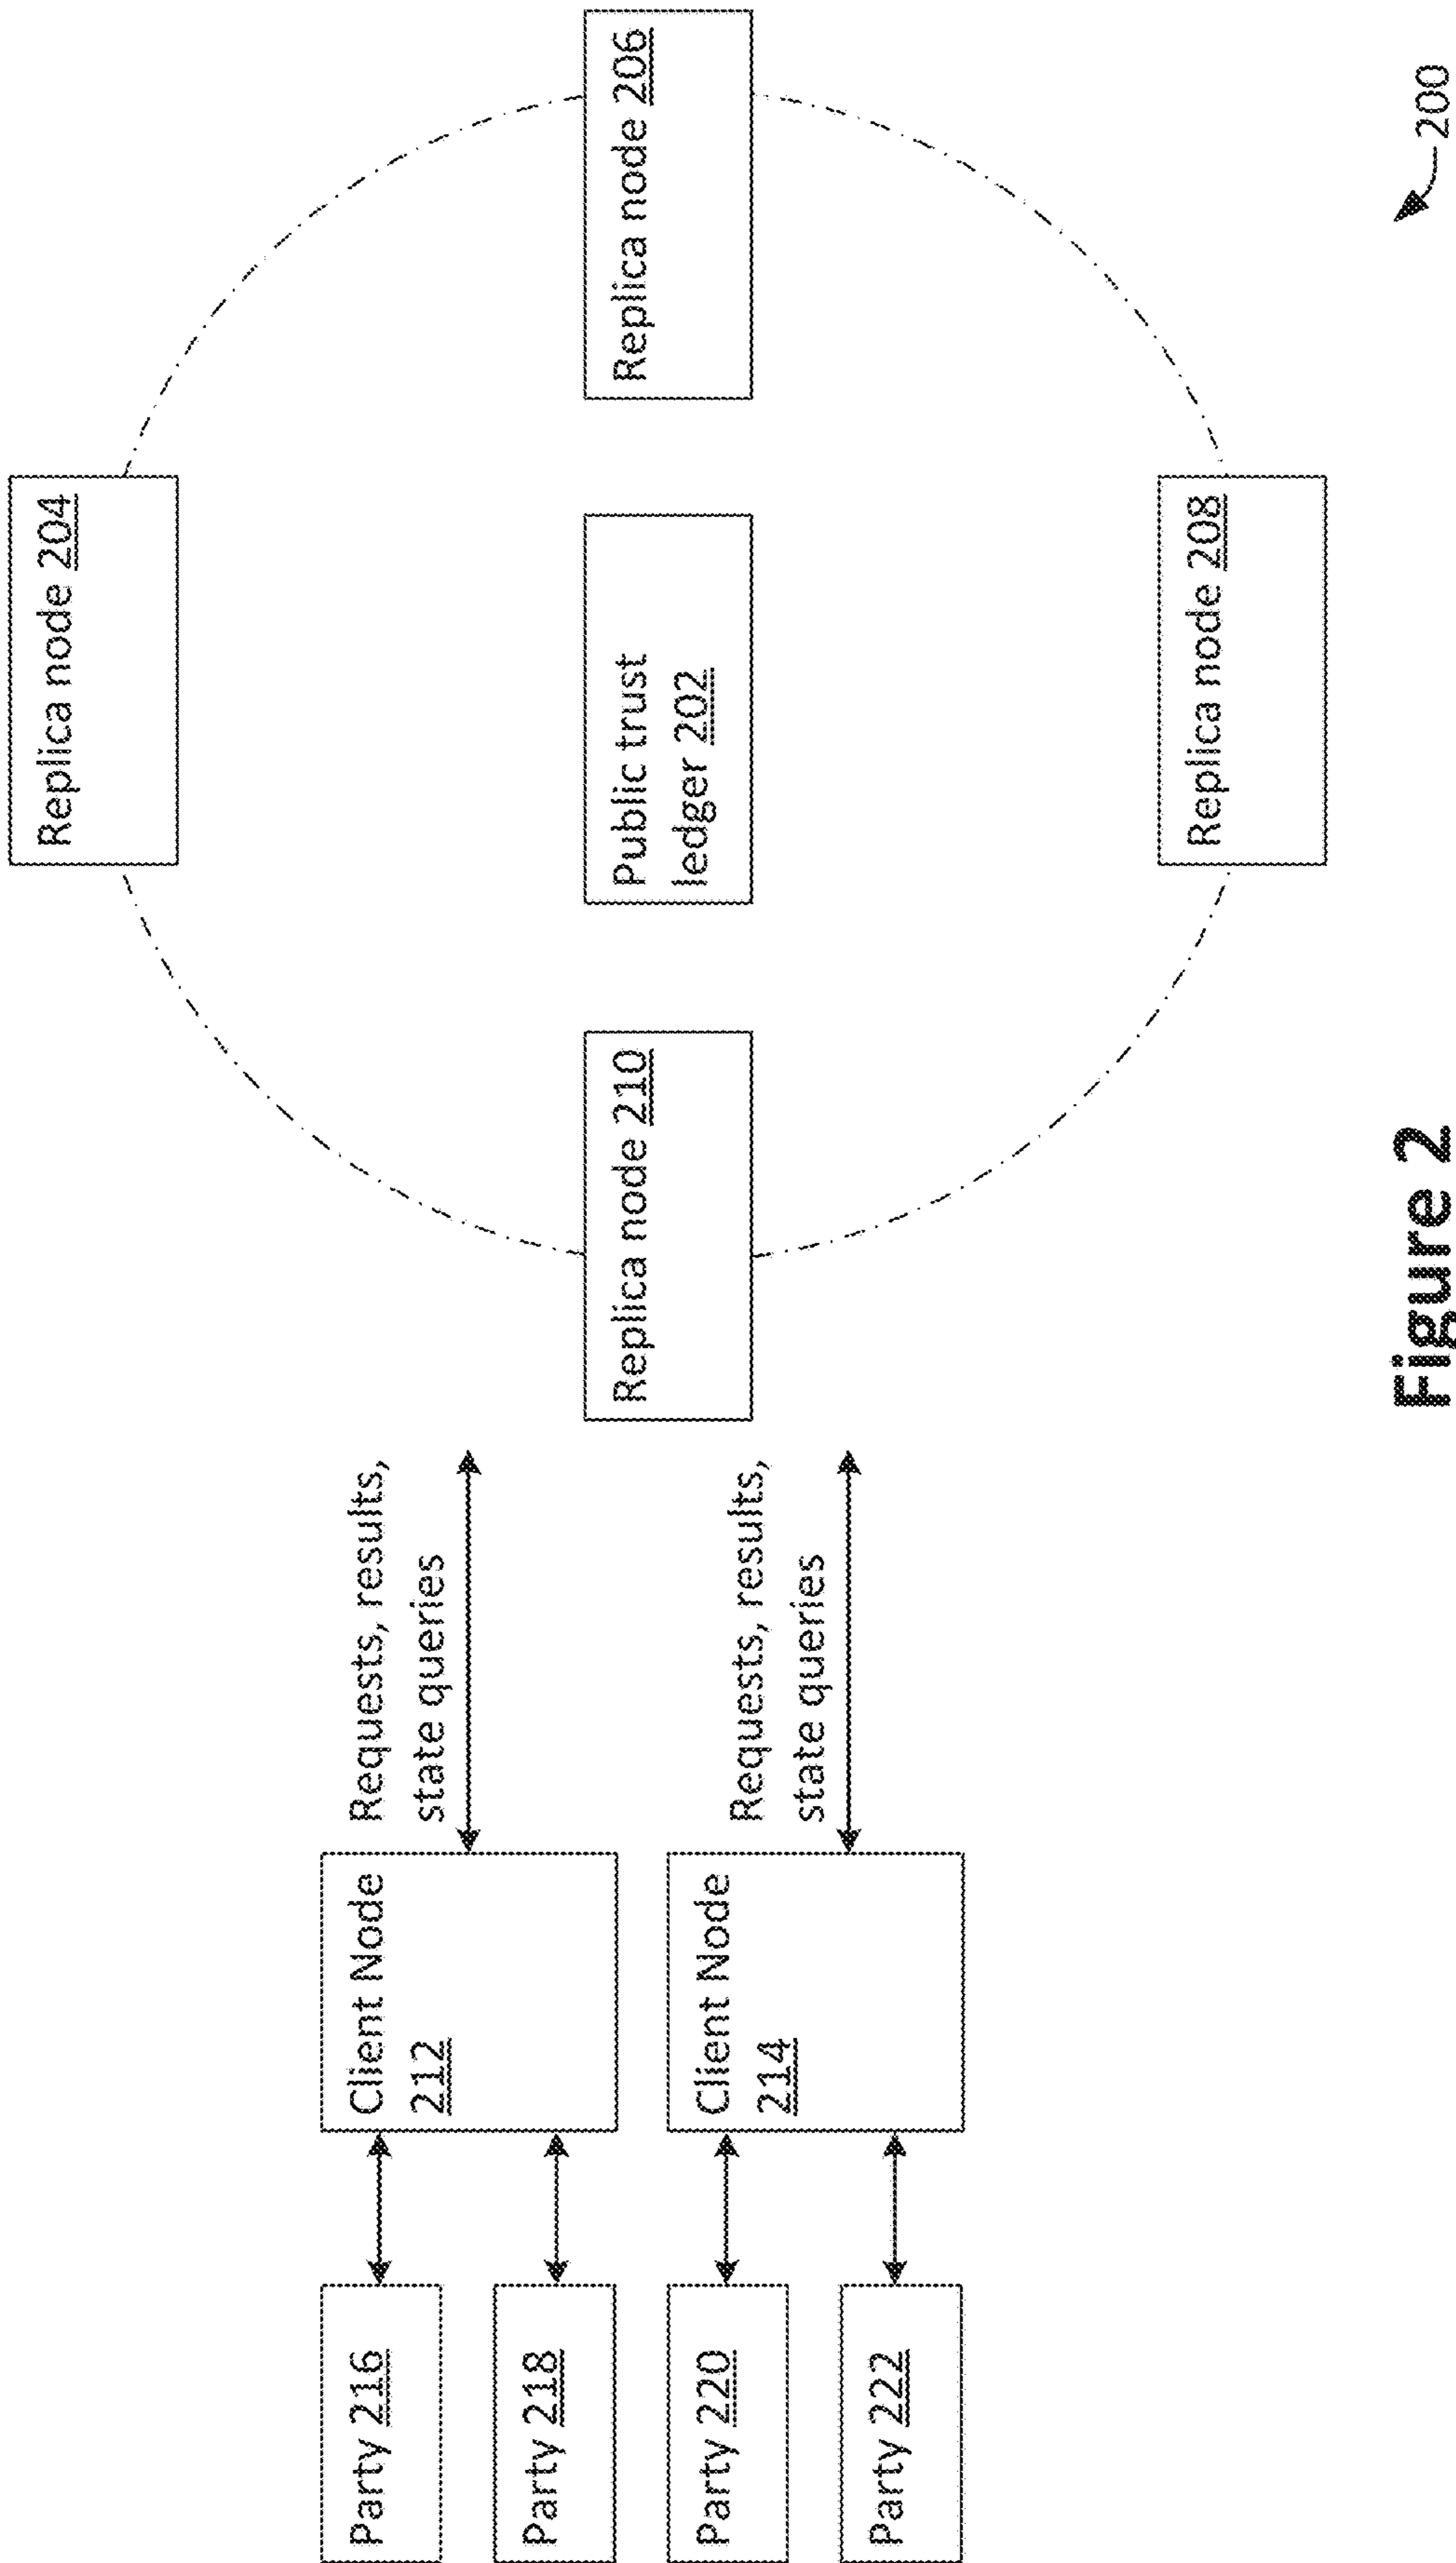 Replica node 204
Party 216
Client Node
212
Requests, results,
state queries
Replica node 210
Public trust
ledger 202
Replica node 206
Party 218
Party 220
Client Node
214
Requests, results,
state queries
Party 222
Replica node 208
200
Figure 2